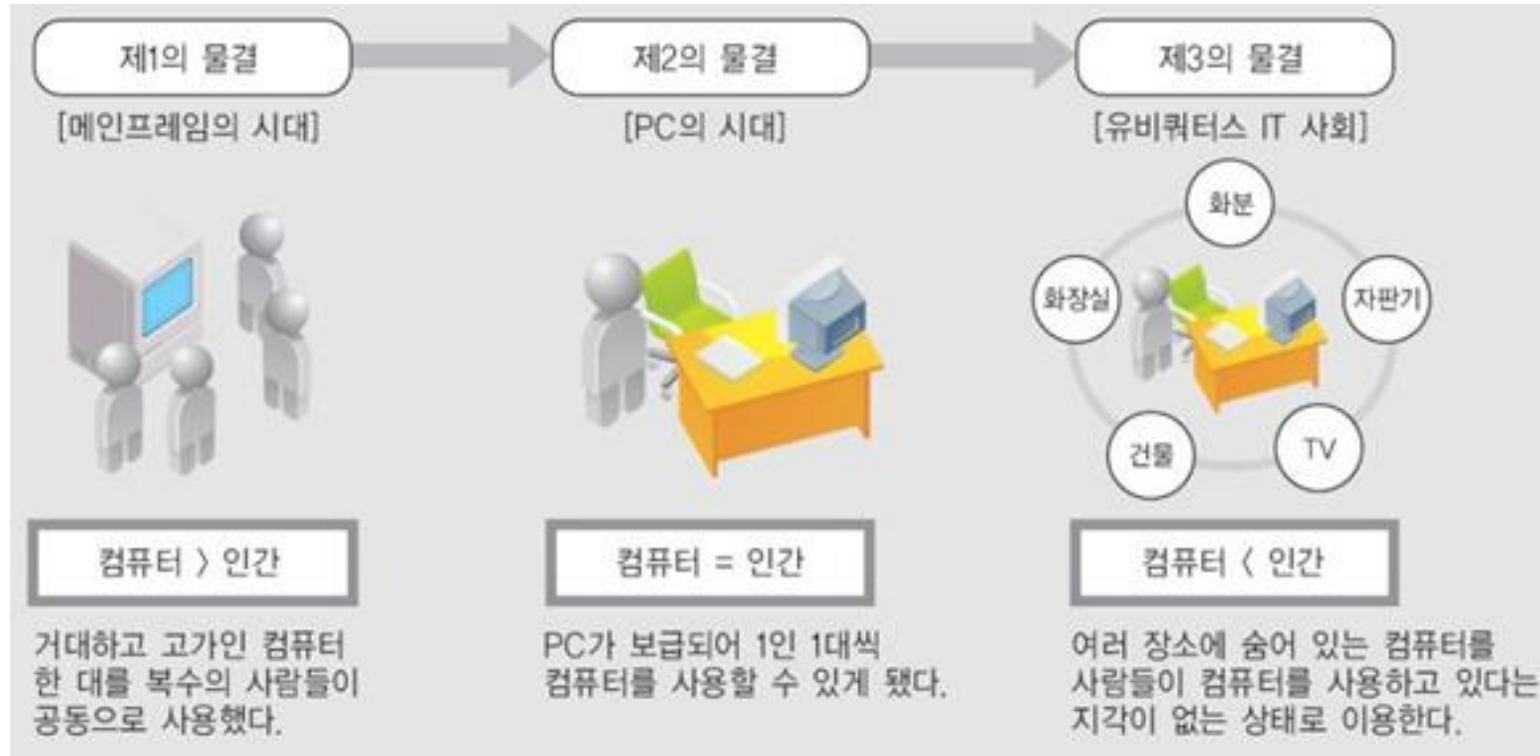 제1의 물결
제2의 물결
제3의 물결
[메인프레임의 시대]
[PC의 시대]
[유비쿼터스 IT 사회]
화분
화장실
자판기
건물
TV
컴퓨터 > 인간
컴퓨터 = 인간
컴퓨터 < 인간
거대하고 고가인 컴퓨터
한 대를 복수의 사람들이
공동으로 사용했다.
PC가 보급되어 1인 1대씩
컴퓨터를 사용할 수 있게 됐다.
여러 장소에 숨어 있는 컴퓨터를
사람들이 컴퓨터를 사용하고 있다는
지각이 없는 상태로 이용한다.